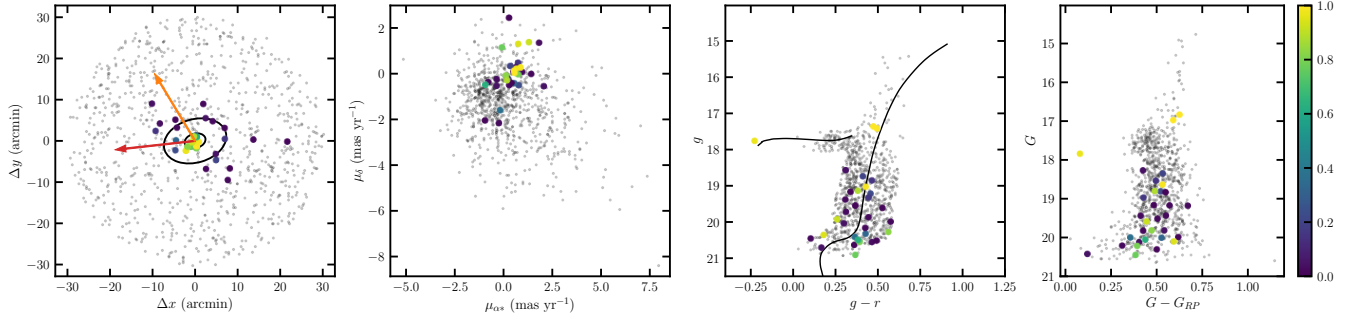 30
20
10
0
−10
−20
−30
−30 −20 −10 0 10 20 30
Δx (arcmin)
Δy (arcmin)
2
0
−2
−4
−6
−8
−5.0 −2.5 0.0 2.5 5.0 7.5
μα∗ (mas yr⁻¹)
μδ (mas yr⁻¹)
15
16
17
18
19
20
21
−0.25 0.00 0.25 0.50 0.75 1.00 1.25
g − r
g
15
16
17
18
19
20
21
0.00 0.25 0.50 0.75 1.00
G − G_RP
G
1.0
0.8
0.6
0.4
0.2
0.0